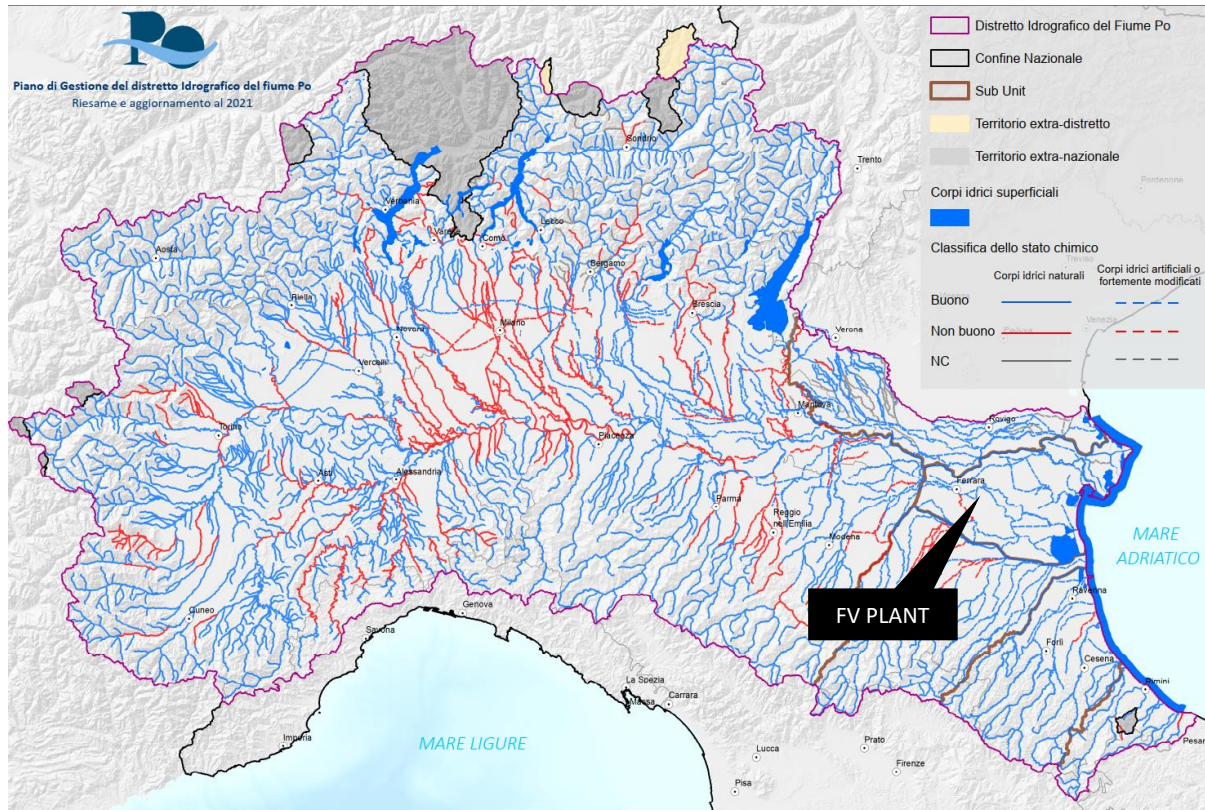 Po
Piano di Gestione del distretto Idrografico del fiume Po
Riesame e aggiornamento al 2021
Distretto Idrografico del Fiume Po
Confine Nazionale
Sub Unit
Territorio extra-distretto
Territorio extra-nazionale
Corpi idrici superficiali
Classifica dello stato chimico
Corpi idrici naturali
Corpi idrici artificiali o
fortemente modificati
Buono
Non buono
NC
Sondrio
Trento
Pordenone
Treviso
Venezia
Verbania
Varese
Como
Lecco
Aosta
Bergamo
Biella
Brescia
Novara
Milano
Verona
Vercelli
Mantova
Rovigo
Torino
Piacenza
Asti
Alessandria
Ferrara
Parma
Reggio
nell'Emilia
Modena
MARE
ADRIATICO
FV PLANT
Ravenna
Cuneo
Genova
Savona
Forlì
Cesena
La Spezia
Massa
Carrara
Rimini
Imperia
MARE LIGURE
Lucca
Prato
Firenze
Pesar
Pisa